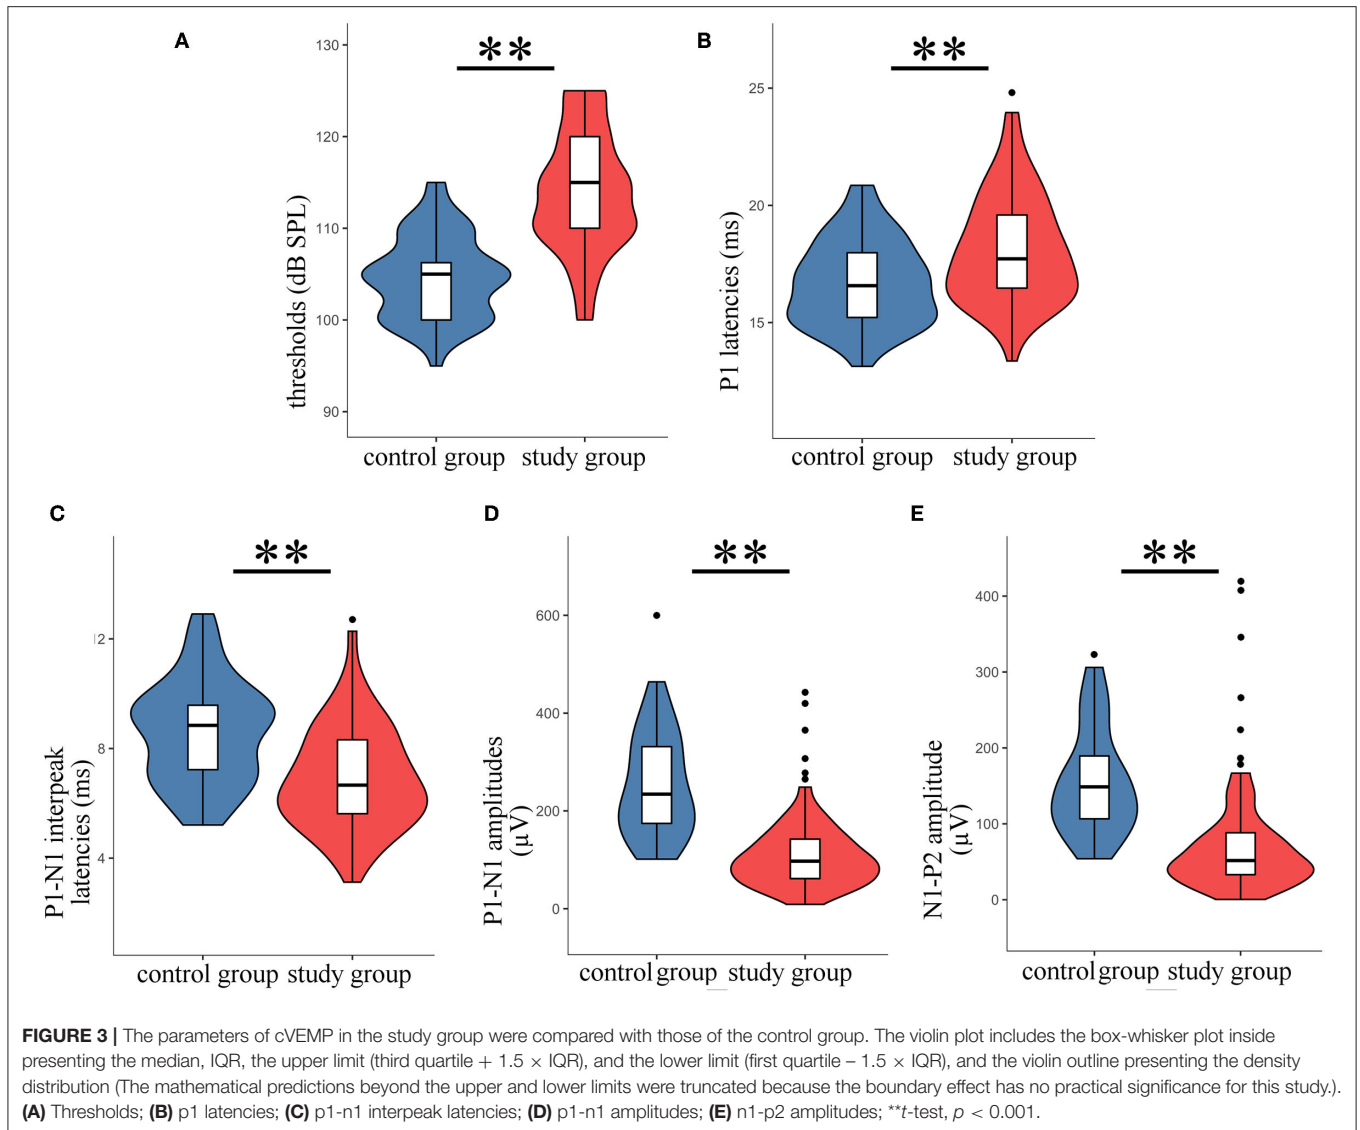 A
**
130
120
110
100
90
thresholds (dB SPL)
control group
study group
B
**
25
20
15
P1 latencies (ms)
control group
study group
C
**
12
8
4
P1-N1 interpeak
latencies (ms)
control group
study group
D
**
600
400
200
0
P1-N1 amplitudes
(µV)
control group
study group
E
**
400
300
200
100
0
N1-P2 amplitude
(µV)
control group
study group
FIGURE 3 | The parameters of cVEMP in the study group were compared with those of the control group. The violin plot includes the box-whisker plot inside
presenting the median, IQR, the upper limit (third quartile + 1.5 × IQR), and the lower limit (first quartile – 1.5 × IQR), and the violin outline presenting the density
distribution (The mathematical predictions beyond the upper and lower limits were truncated because the boundary effect has no practical significance for this study.).
(A) Thresholds; (B) p1 latencies; (C) p1-n1 interpeak latencies; (D) p1-n1 amplitudes; (E) n1-p2 amplitudes; **t-test, p < 0.001.